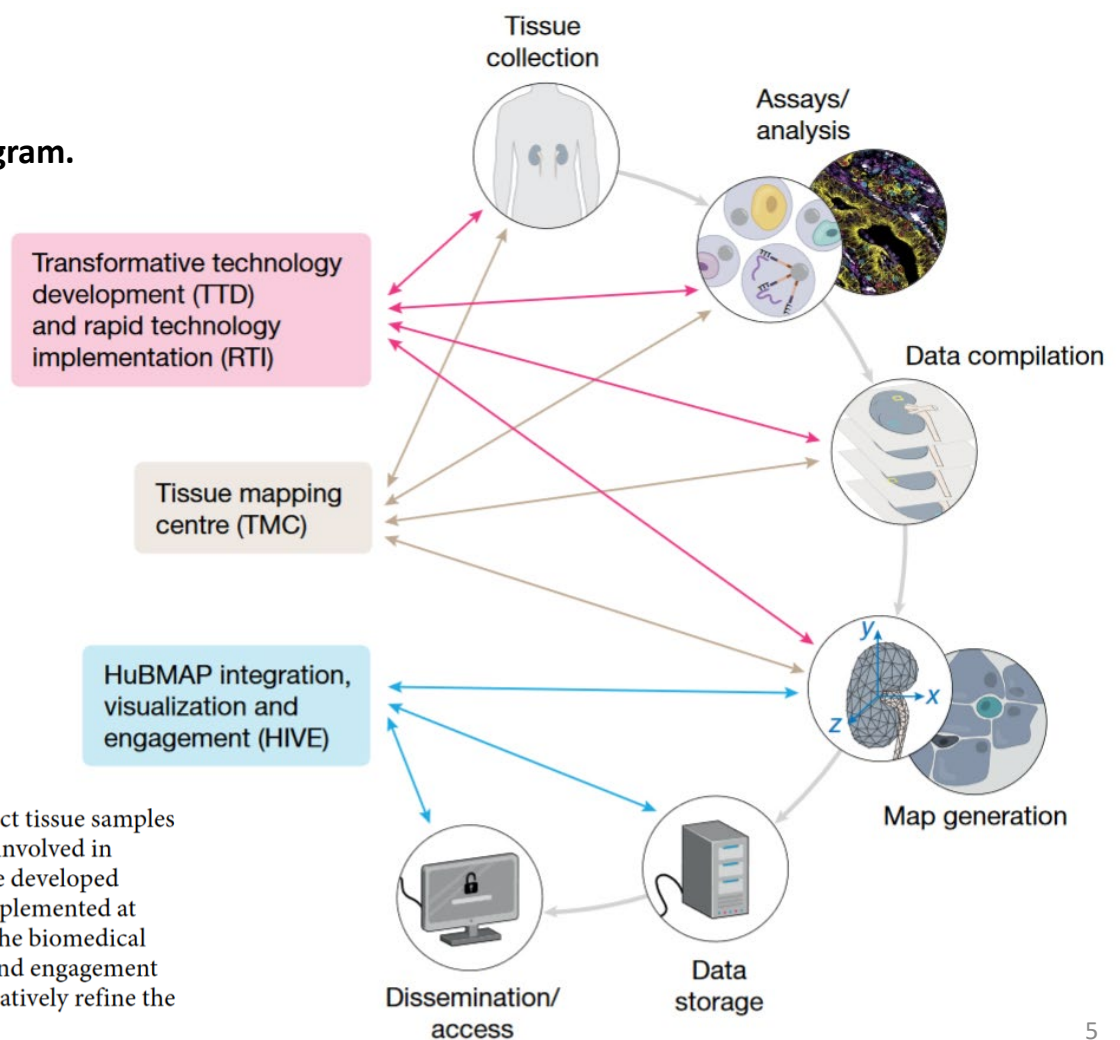 Tissue
collection
Assays/
analysis
gram.
Transformative technology
development (TTD)
and rapid technology
implementation (RTI)
Data compilation
Tissue mapping
centre (TMC)
HuBMAP integration,
visualization and
engagement (HIVE)
y
x
z
Map generation
ct tissue samples
involved in
e developed
plemented at
he biomedical
nd engagement
atively refine the
Data
storage
Dissemination/
access
5